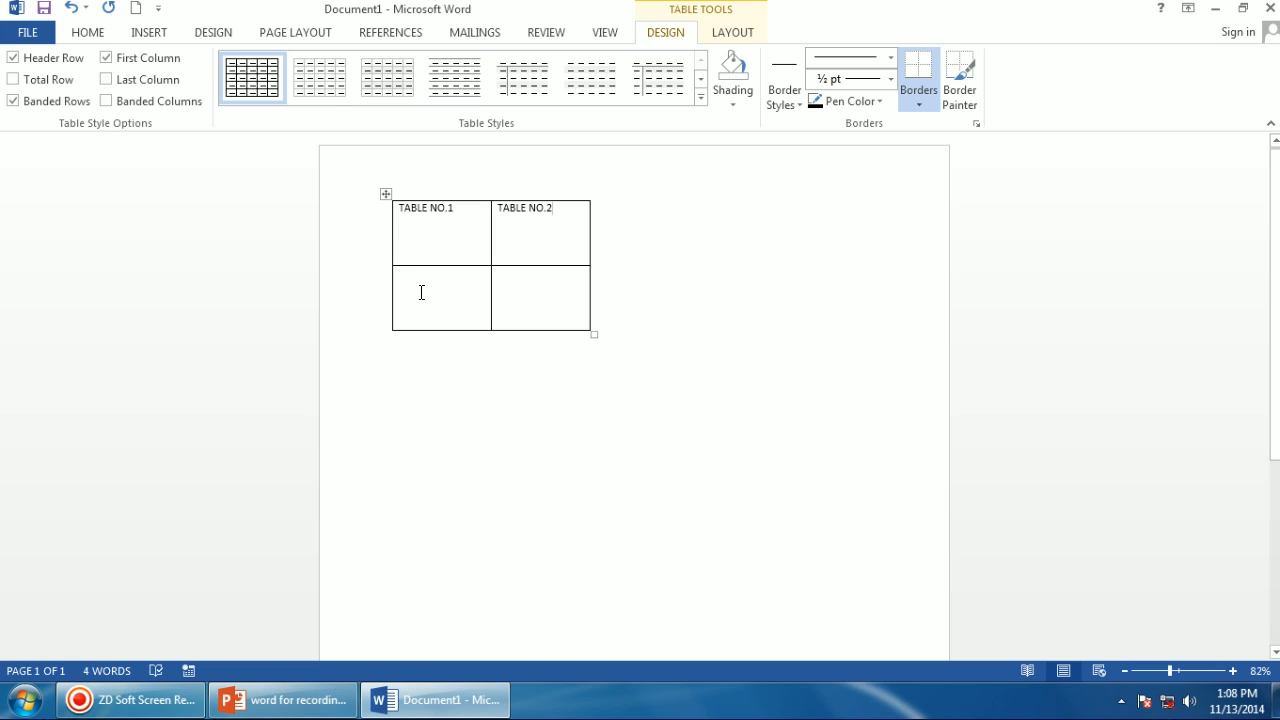 Document1 - Microsoft Word
TABLE TOOLS
?
FILE
HOME
INSERT
DESIGN
PAGE LAYOUT
REFERENCES
MAILINGS
REVIEW
VIEW
DESIGN
LAYOUT
Sign in
Header Row
First Column
Total Row
Last Column
Banded Rows
Banded Columns
Table Style Options
Table Styles
Shading
Border
Styles
½ pt
Pen Color
Borders
Border
Painter
Borders
TABLE NO.1
TABLE NO.2
PAGE 1 OF 1
4 WORDS
82%
ZD Soft Screen Re...
word for recordin...
Document1 - Mic...
1:08 PM
11/13/2014